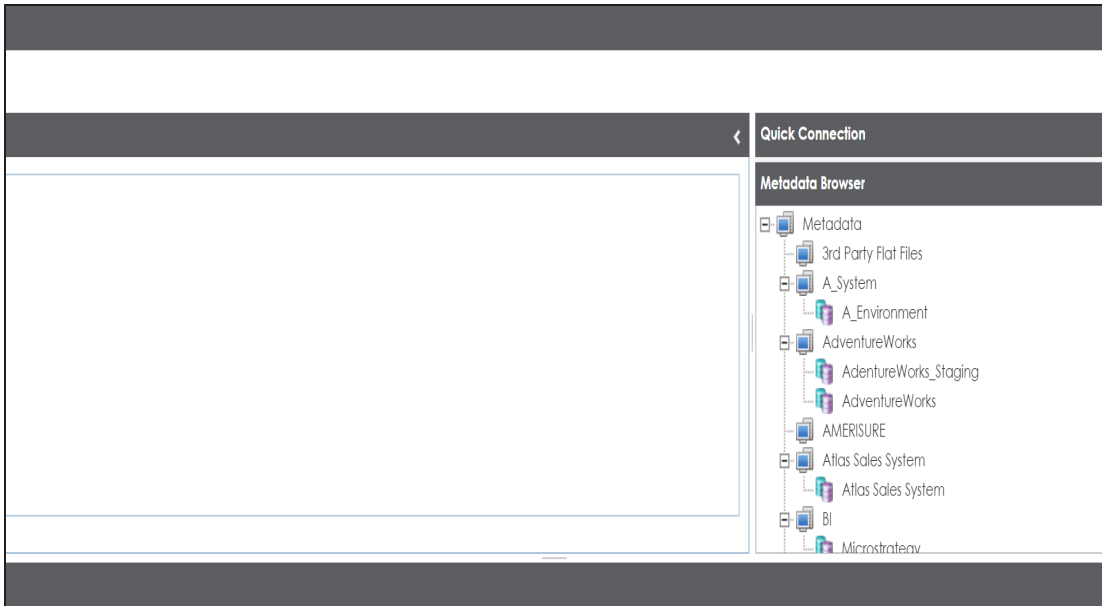 Quick Connection
Metadata Browser
Metadata
3rd Party Flat Files
A_System
A_Environment
AdventureWorks
AdentureWorks_Staging
AdventureWorks
AMERISURE
Atlas Sales System
Atlas Sales System
BI
Microstrategy